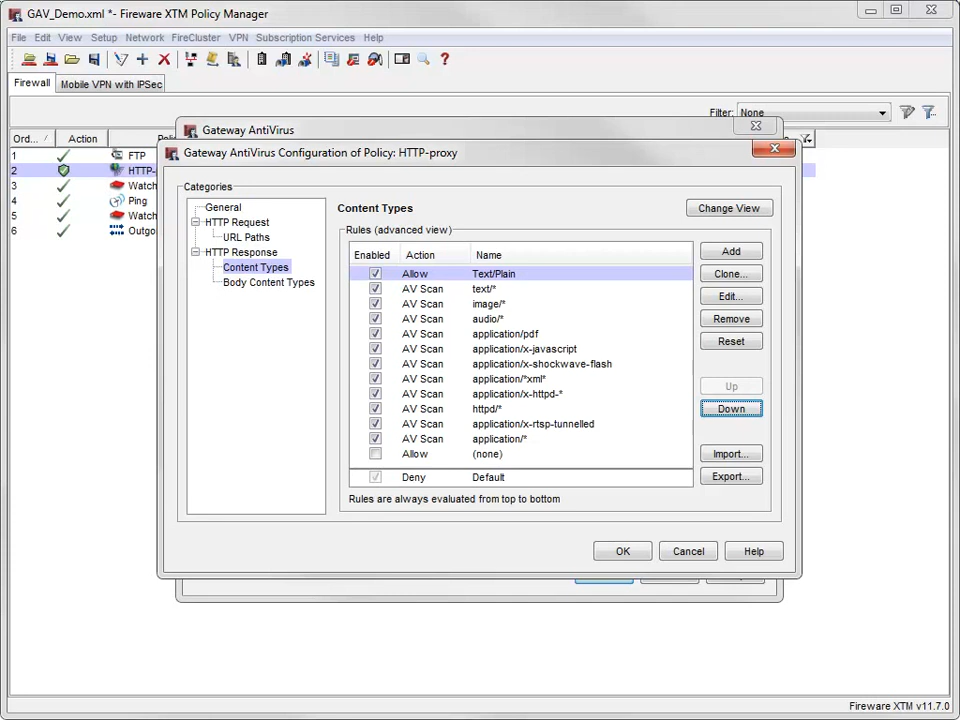 GAV_Demo.xml *- Fireware XTM Policy Manager
File Edit View Setup Network FireCluster VPN Subscription Services Help
Firewall Mobile VPN with IPSec
Filter: None
Ord... / Action
1 FTP
2 HTTP-
3 Watch
4 Ping
5 Watch
6 Outgo
Gateway AntiVirus
Gateway AntiVirus Configuration of Policy: HTTP-proxy
Categories
General
HTTP Request
URL Paths
HTTP Response
Content Types
Body Content Types
Content Types
Change View
Rules (advanced view)
Enabled Action Name
Allow Text/Plain
AV Scan text/*
AV Scan image/*
AV Scan audio/*
AV Scan application/pdf
AV Scan application/x-javascript
AV Scan application/x-shockwave-flash
AV Scan application/*xml*
AV Scan application/x-httpd-*
AV Scan httpd/*
AV Scan application/x-rtsp-tunnelled
AV Scan application/*
Allow (none)
Deny Default
Rules are always evaluated from top to bottom
Add
Clone...
Edit...
Remove
Reset
Up
Down
Import...
Export...
OK Cancel Help
Fireware XTM v11.7.0